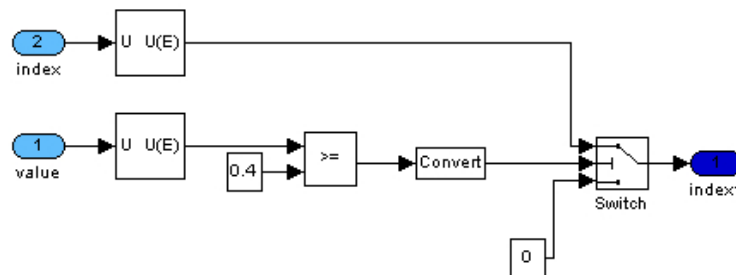 2
index
U U(E)
1
value
U U(E)
0.4
>=
Convert
Switch
0
1
index1